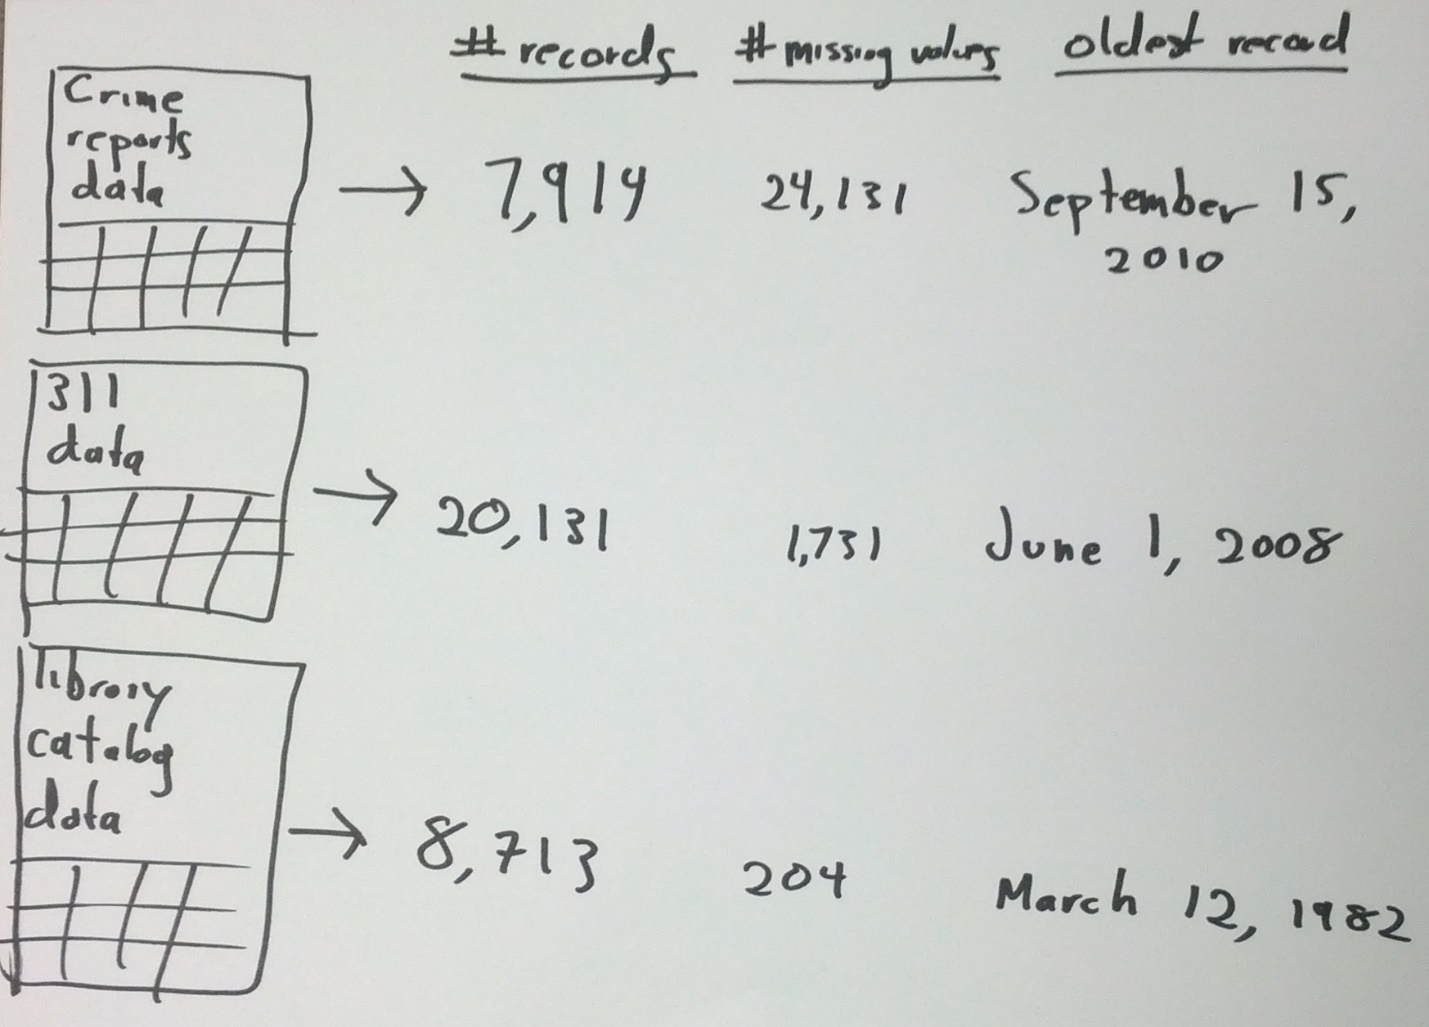 # records # missing values oldest record
Crime
reports
data
7,914 24,131 September 15,
2010
311
data
20,131 1,731 June 1, 2008
library
catalog
data
8,713 204 March 12, 1982